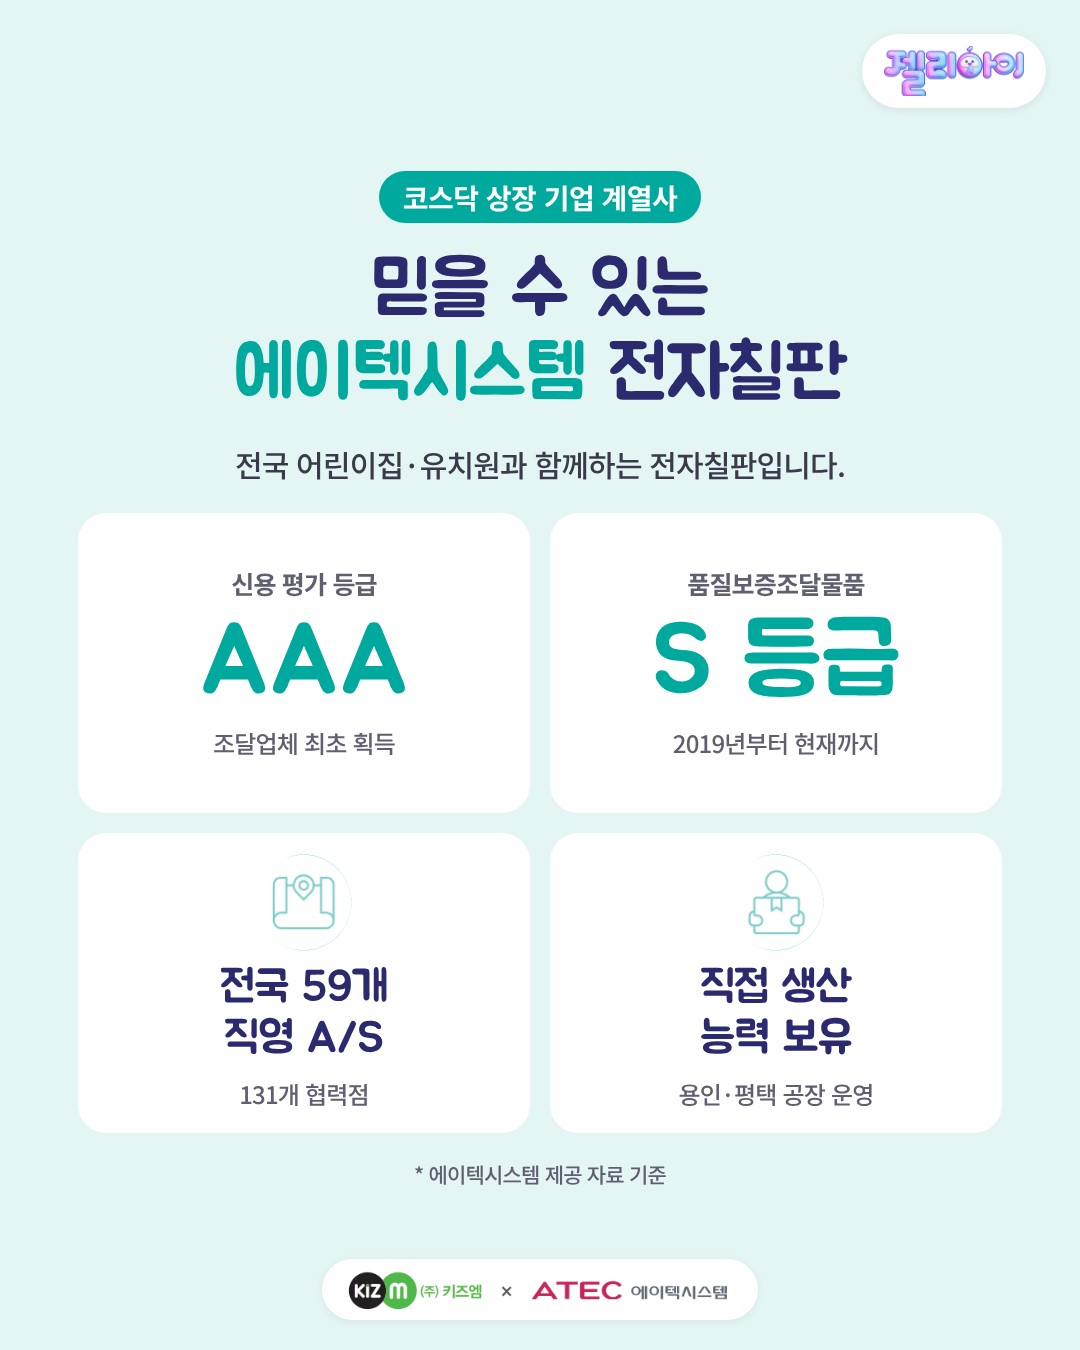 젤리아이
코스닥 상장 기업 계열사
믿을 수 있는
에이텍시스템 전자칠판
전국 어린이집·유치원과 함께하는 전자칠판입니다.
신용 평가 등급
AAA
조달업체 최초 획득
품질보증조달물품
S 등급
2019년부터 현재까지
전국 59개
직영 A/S
131개 협력점
직접 생산
능력 보유
용인·평택 공장 운영
* 에이텍시스템 제공 자료 기준
KiZ m (주) 키즈엠 × ATEC 에이텍시스템